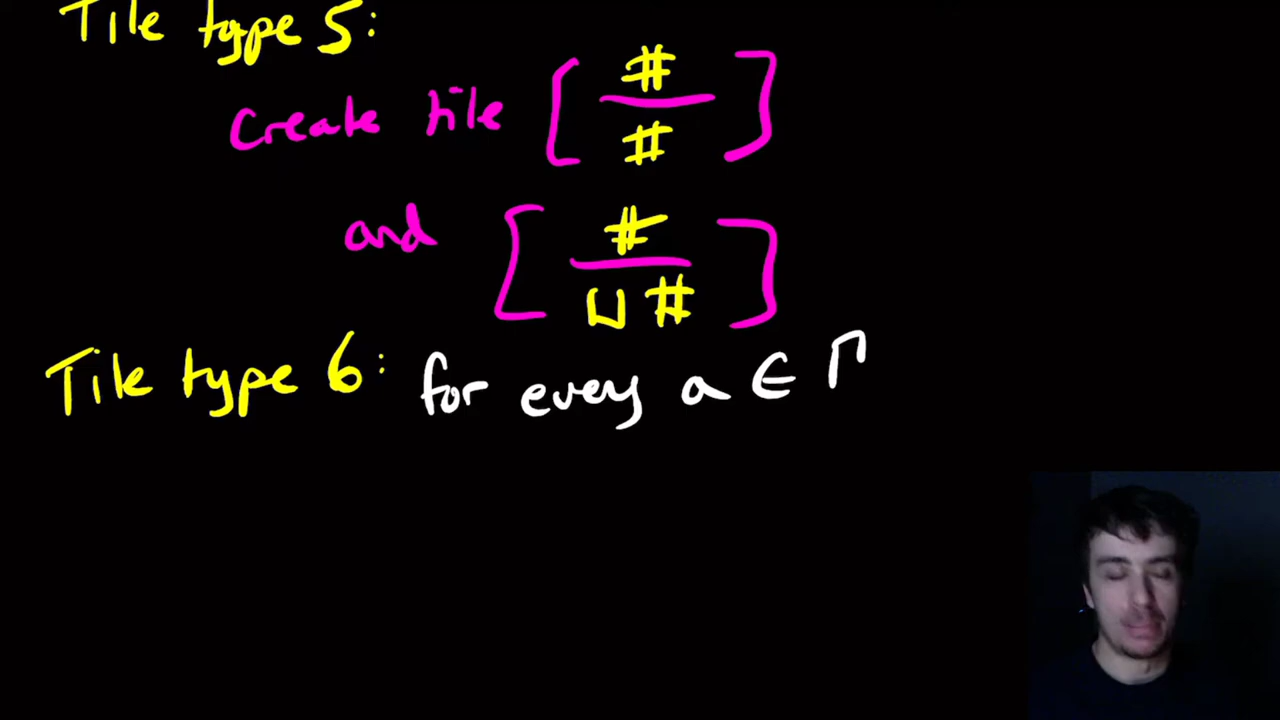 Tile type 5:
create tile [ # / # ]
and [ # / ⊔ # ]
Tile type 6: for every a ∈ Γ